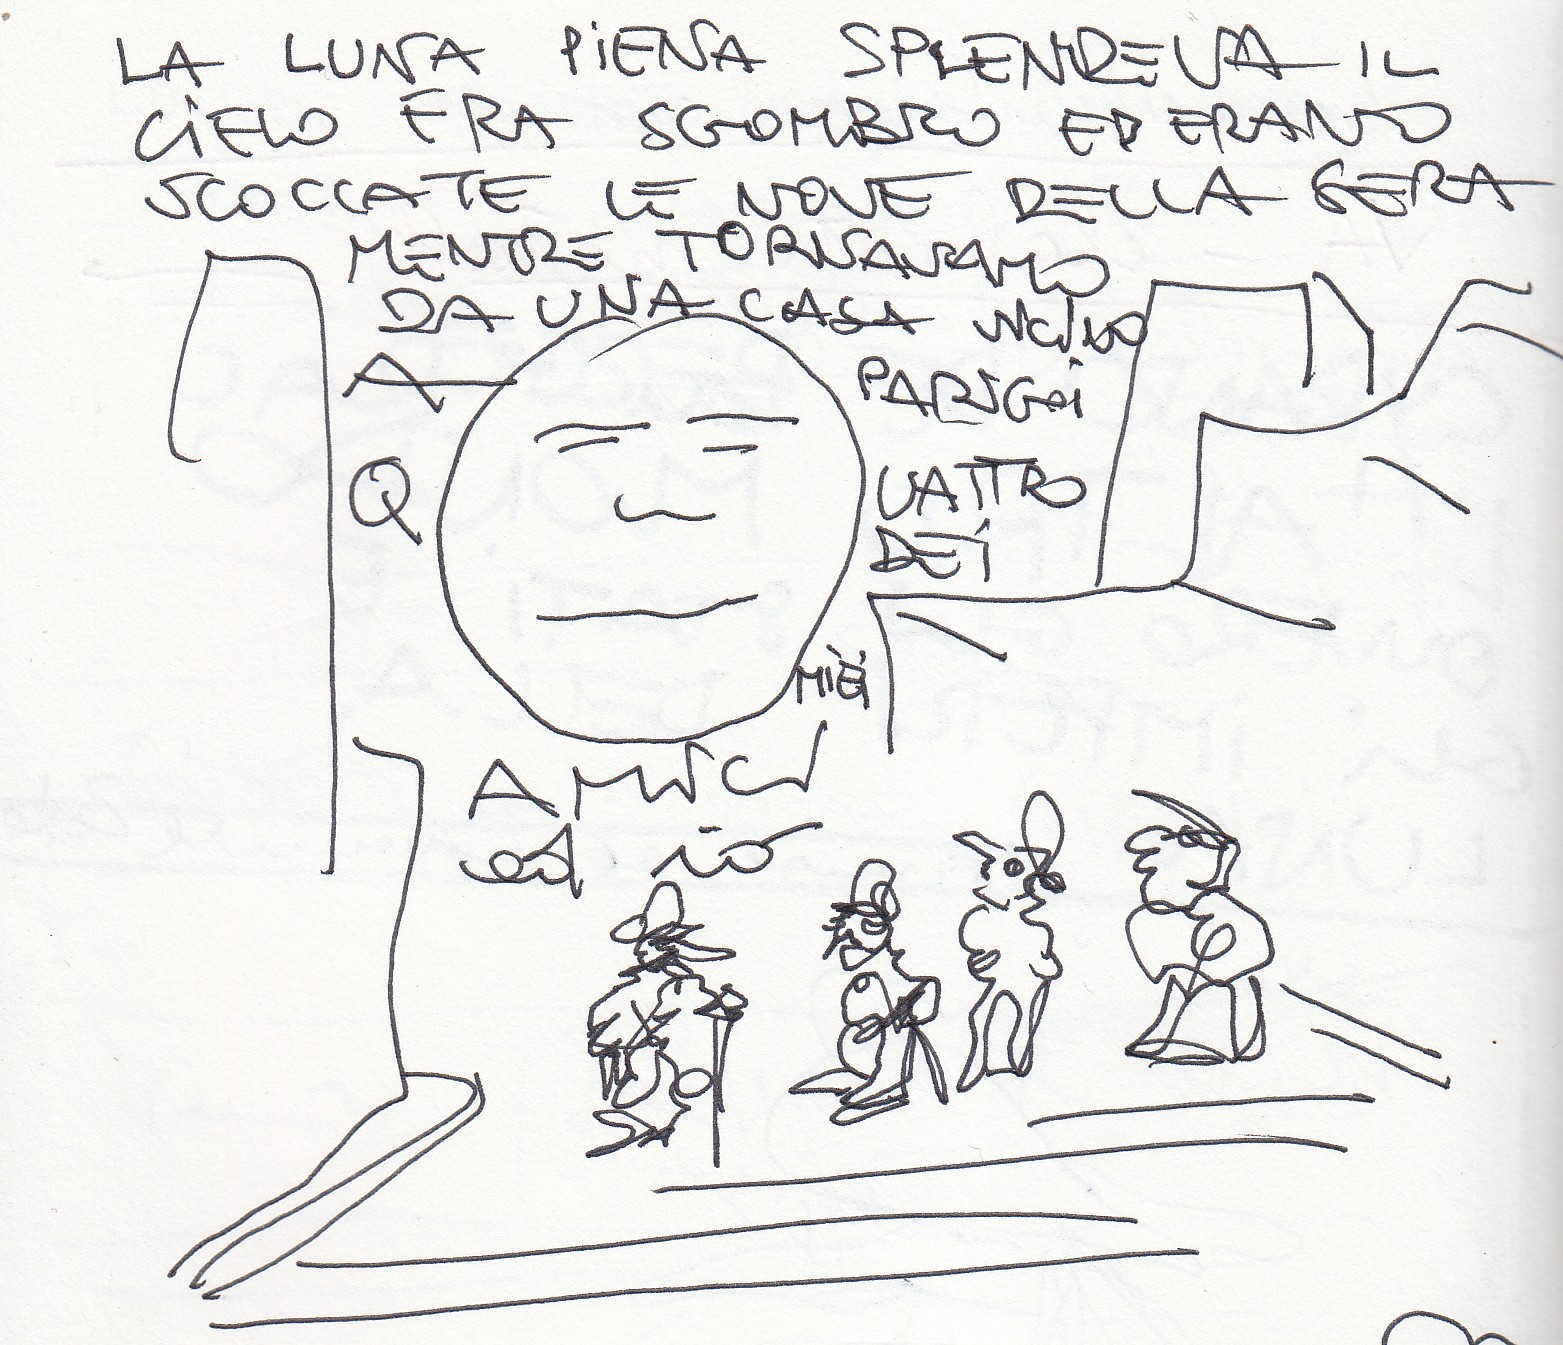 LA LUNA PIENA SPLENDEVA IL
CIELO ERA SGOMBRO ED ERANO
SCOCCATE LE NOVE DELLA SERA
MENTRE TORNAVAMO
DA UNA CASA VICINO
A PARIGI
QUATTRO
DEI
MIEI
AMICI
ED IO